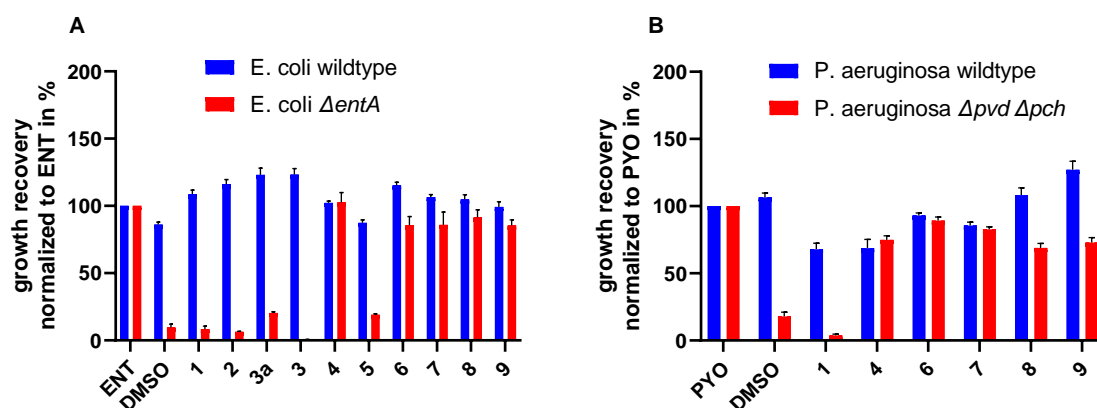 A
E. coli wildtype
E. coli ΔentA
growth recovery
normalized to ENT in %
200
150
100
50
0
ENT
DMSO
1
2
3a
3
4
5
6
7
8
9
B
P. aeruginosa wildtype
P. aeruginosa Δpvd Δpch
growth recovery
normalized to PYO in %
200
150
100
50
0
PYO
DMSO
1
4
6
7
8
9